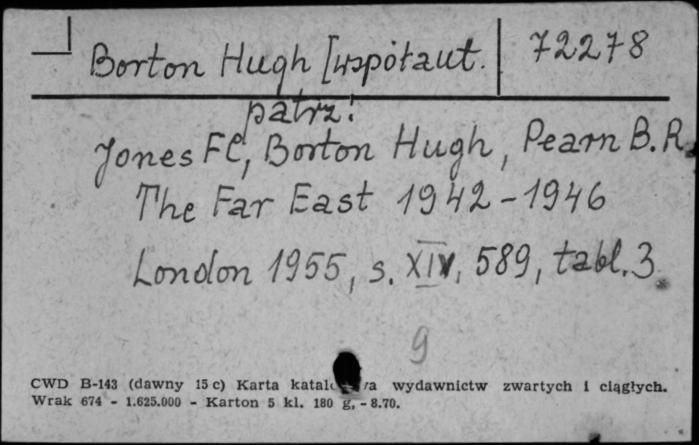 Borton Hugh [współaut. 72278
patrz:
Jones FC, Borton Hugh, Pearn B.R.
The Far East 1942-1946
London 1955, s. XIV, 589, tabl. 3.
9
CWD B-143 (dawny 15 c) Karta wydawnictw zwartych i ciągłych.
Wrak 674 - 1.625.000 - Karton 5 kl. 180 g, - 8.70.